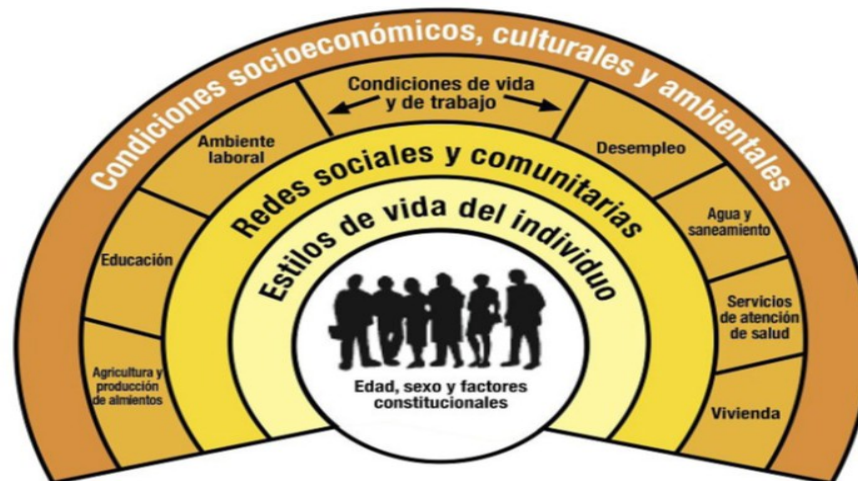 Condiciones socioeconómicos, culturales y ambientales
Condiciones de vida
y de trabajo
Ambiente
laboral
Desempleo
Educación
Agua y
saneamiento
Agricultura y
producción
de almientos
Servicios
de atención
de salud
Vivienda
Redes sociales y comunitarias
Estilos de vida del individuo
Edad, sexo y factores
constitucionales